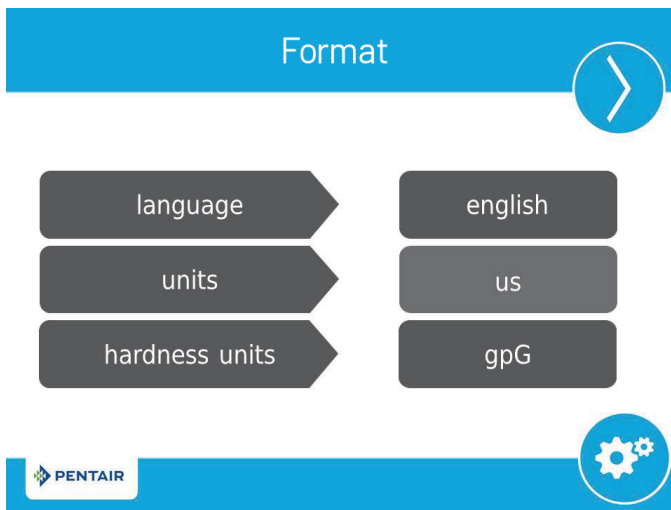 Format
language
english
units
us
hardness units
gpG
PENTAIR